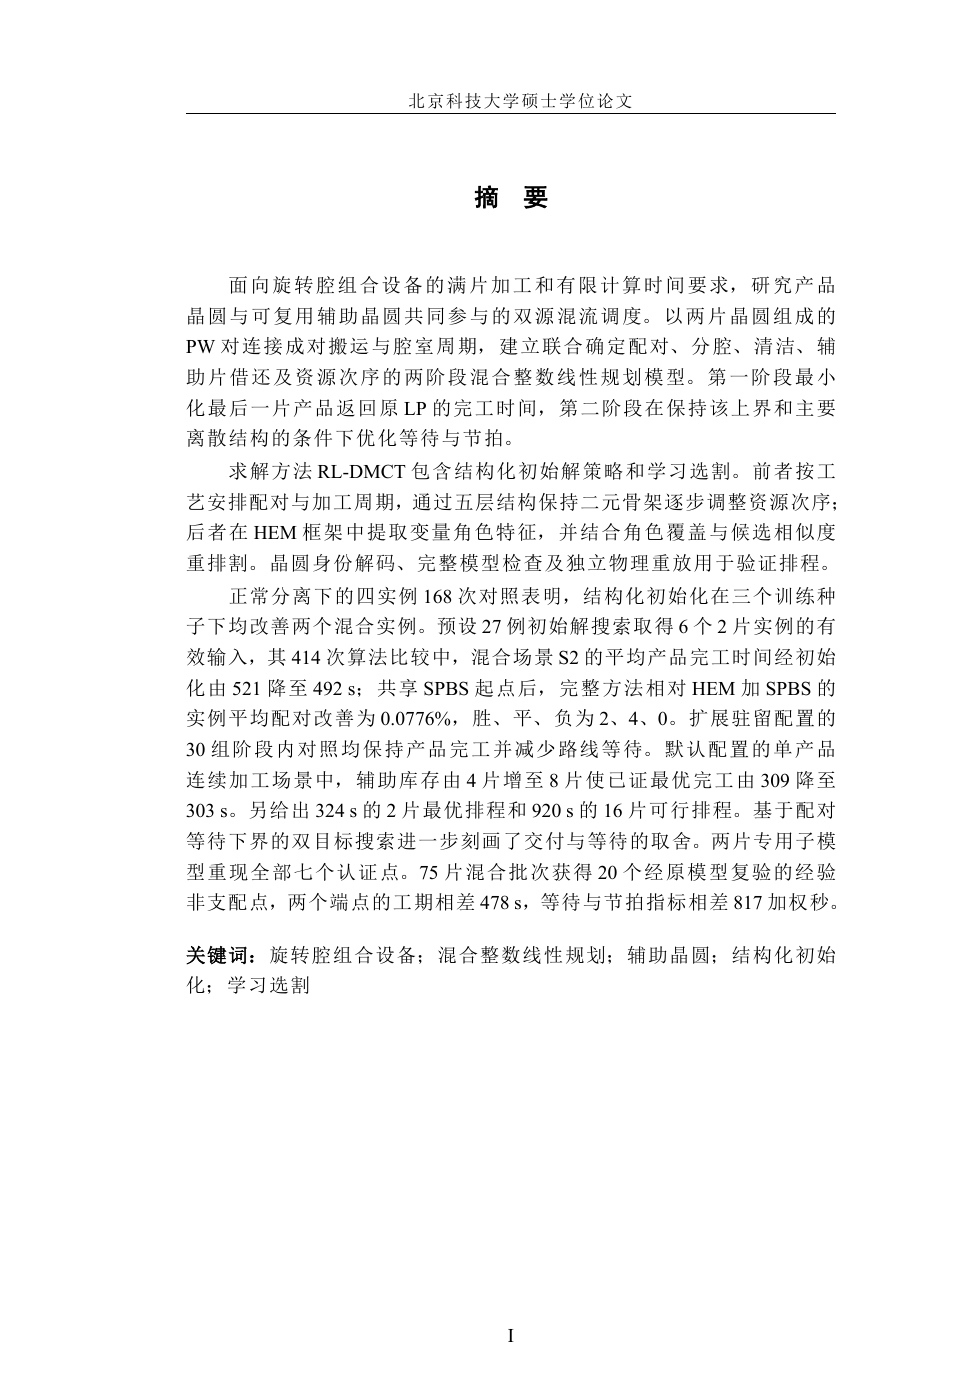 北京科技大学硕士学位论文
摘 要
面向旋转腔组合设备的满片加工和有限计算时间要求，研究产品
晶圆与可复用辅助晶圆共同参与的双源混流调度。以两片晶圆组成的
PW 对连接成对搬运与腔室周期，建立联合确定配对、分腔、清洁、辅
助片借还及资源次序的两阶段混合整数线性规划模型。第一阶段最小
化最后一片产品返回原 LP 的完工时间，第二阶段在保持该上界和主要
离散结构的条件下优化等待与节拍。
求解方法 RL-DMCT 包含结构化初始解策略和学习选割。前者按工
艺安排配对与加工周期，通过五层结构保持二元骨架逐步调整资源次序；
后者在 HEM 框架中提取变量角色特征，并结合角色覆盖与候选相似度
重排割。晶圆身份解码、完整模型检查及独立物理重放用于验证排程。
正常分离下的四实例 168 次对照表明，结构化初始化在三个训练种
子下均改善两个混合实例。预设 27 例初始解搜索取得 6 个 2 片实例的有
效输入，其 414 次算法比较中，混合场景 S2 的平均产品完工时间经初始
化由 521 降至 492 s；共享 SPBS 起点后，完整方法相对 HEM 加 SPBS 的
实例平均配对改善为 0.0776%，胜、平、负为 2、4、0。扩展驻留配置的
30 组阶段内对照均保持产品完工并减少路线等待。默认配置的单产品
连续加工场景中，辅助库存由 4 片增至 8 片使已证最优完工由 309 降至
303 s。另给出 324 s 的 2 片最优排程和 920 s 的 16 片可行排程。基于配对
等待下界的双目标搜索进一步刻画了交付与等待的取舍。两片专用子模
型重现全部七个认证点。75 片混合批次获得 20 个经原模型复验的经验
非支配点，两个端点的工期相差 478 s，等待与节拍指标相差 817 加权秒。
关键词：旋转腔组合设备；混合整数线性规划；辅助晶圆；结构化初始
化；学习选割
I